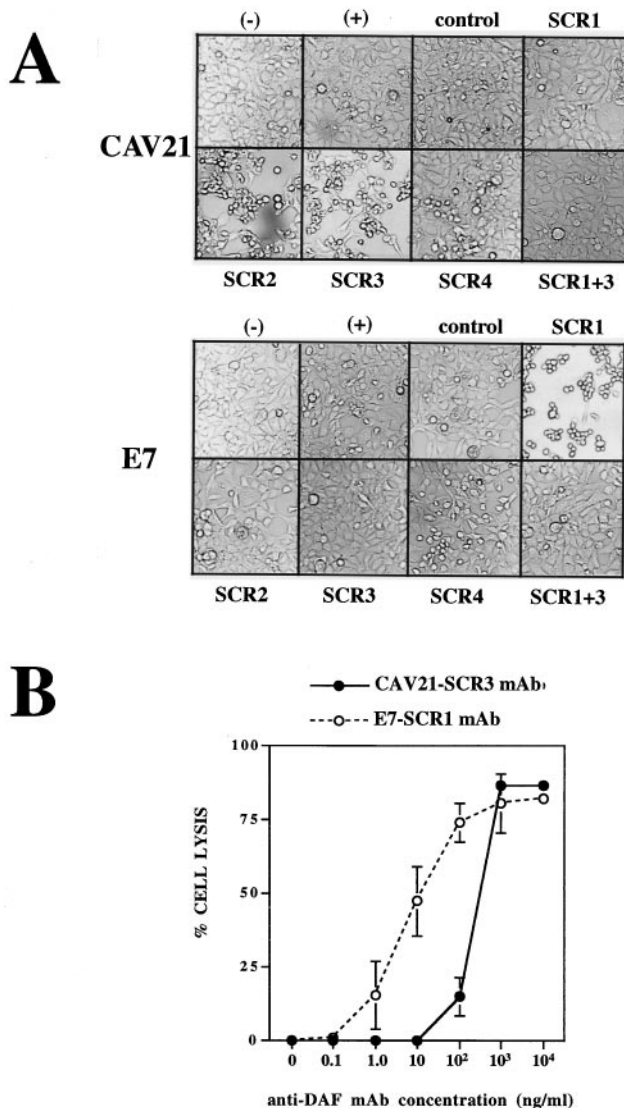 A
(-) (+) control SCR1
CAV21
SCR2 SCR3 SCR4 SCR1+3
(-) (+) control SCR1
E7
SCR2 SCR3 SCR4 SCR1+3
B
CAV21-SCR3 mAb
E7-SCR1 mAb
100
75
50
25
0
% CELL LYSIS
0 0.1 1.0 10 10² 10³ 10⁴
anti-DAF mAb concentration (ng/ml)